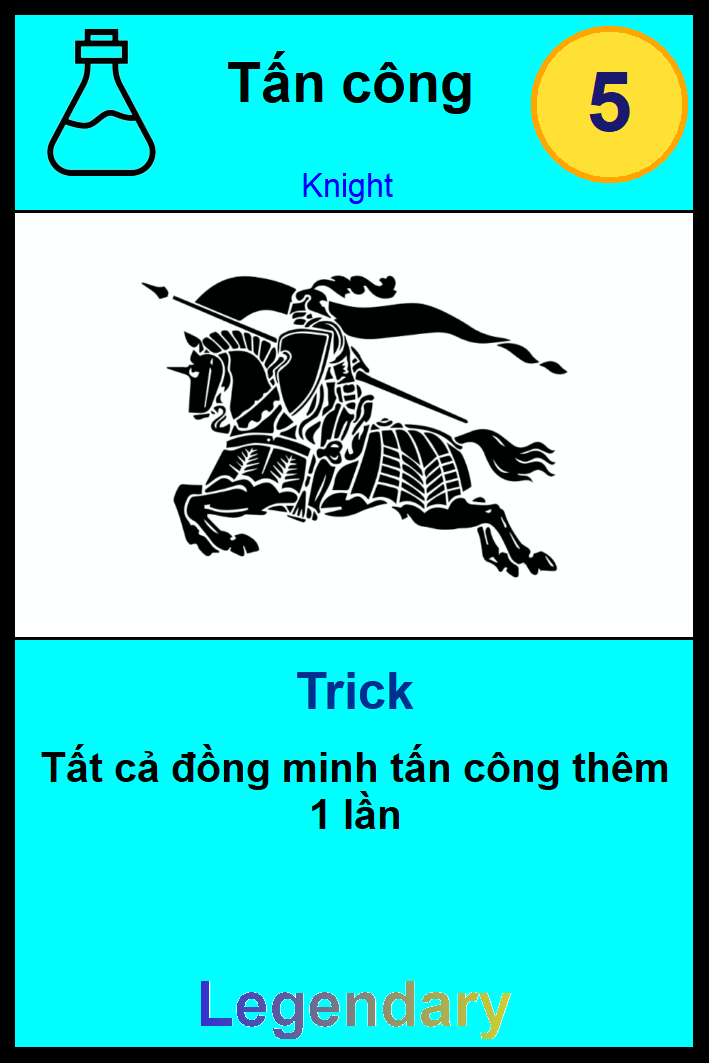 Tấn công
5
Knight
Trick
Tất cả đồng minh tấn công thêm
1 lần
Legendary